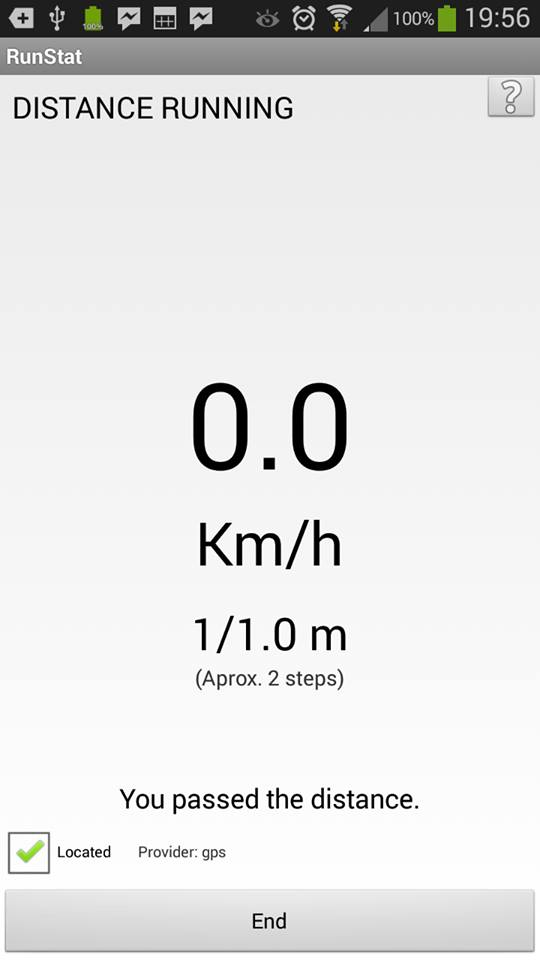 100% 100% 19:56
RunStat
DISTANCE RUNNING
?
0.0
Km/h
1/1.0 m
(Aprox. 2 steps)
You passed the distance.
Located Provider: gps
End